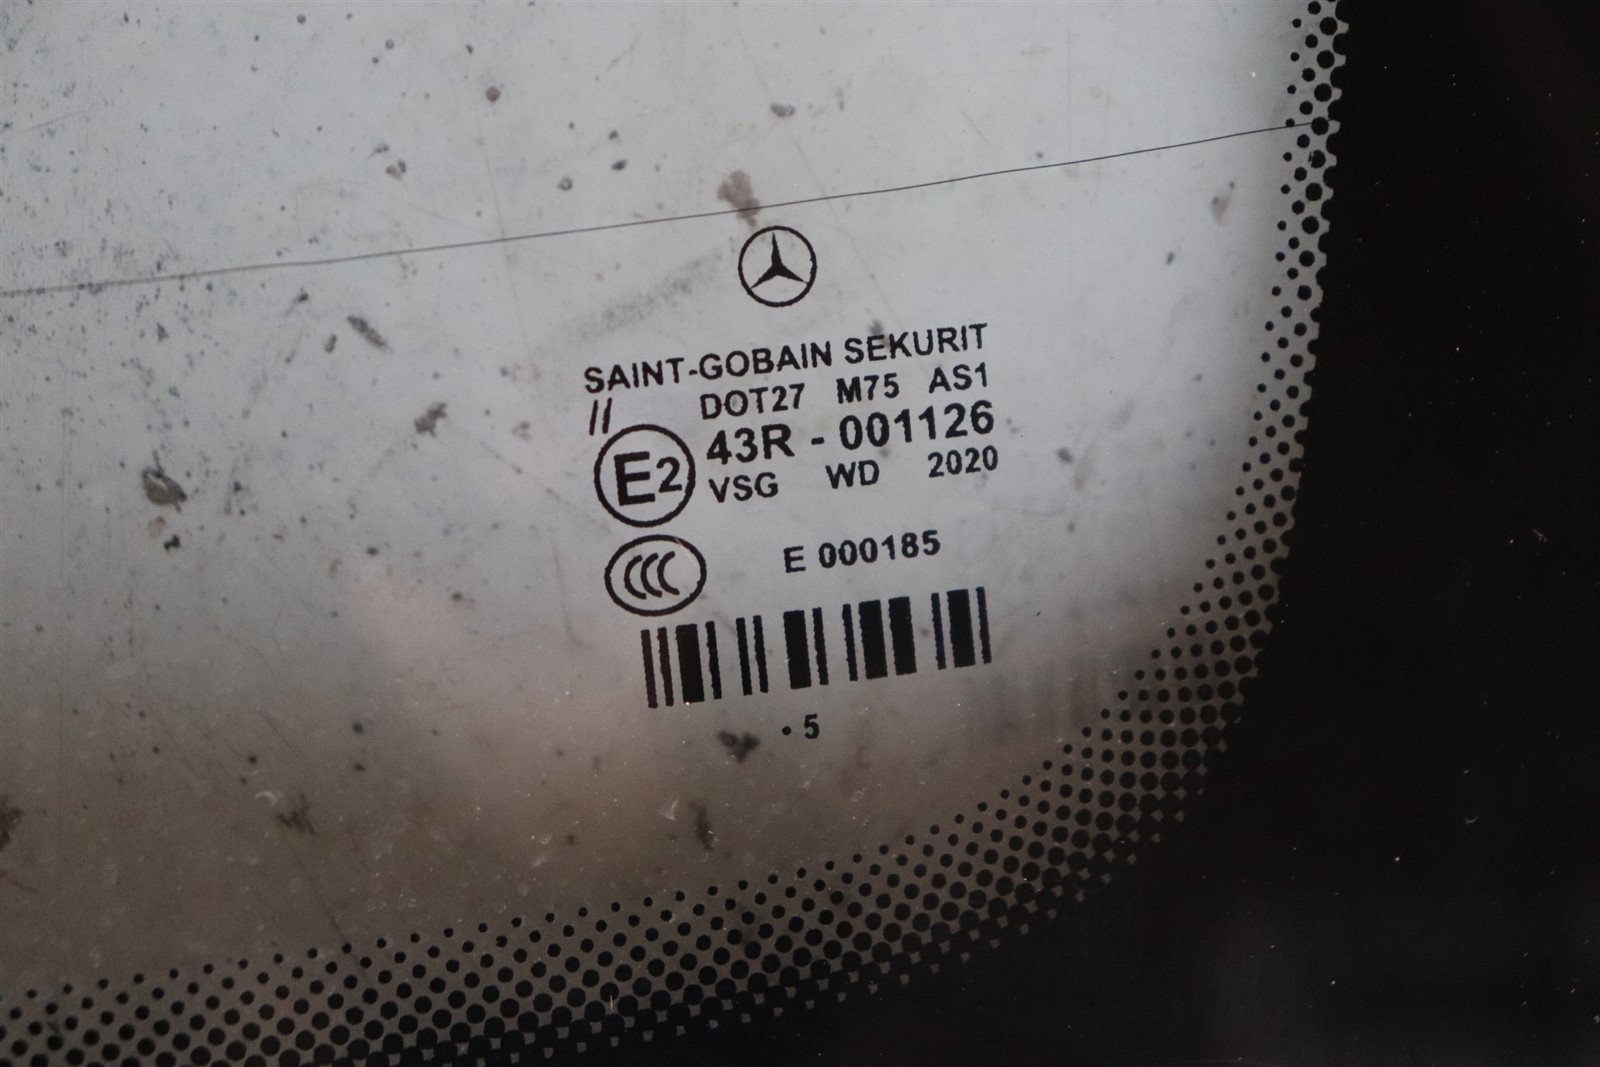 SAINT-GOBAIN SEKURIT
// DOT27 M75 AS1
E2 43R - 001126
VSG WD 2020
CCC E 000185
. 5